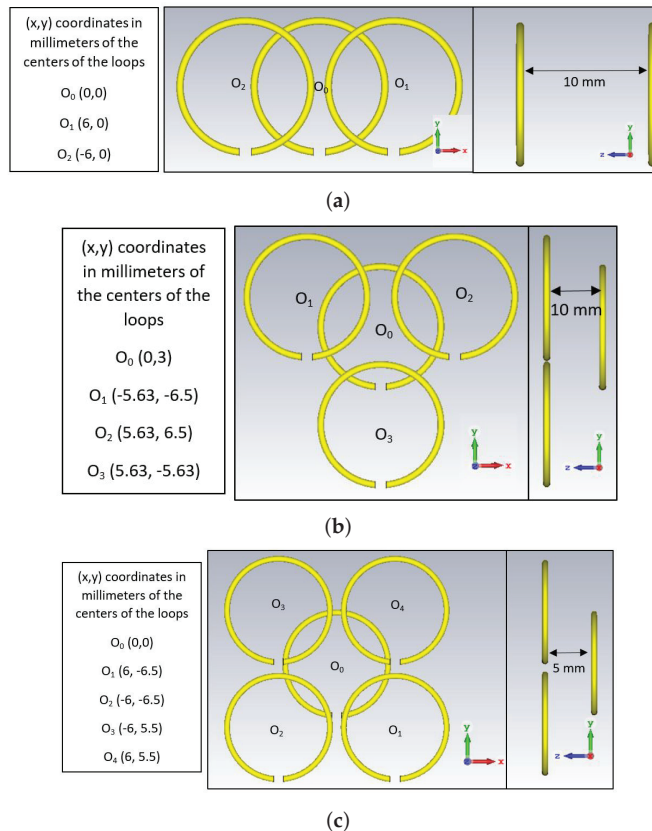 (x,y) coordinates in
millimeters of the
centers of the loops
O₀ (0,0)
O₁ (6, 0)
O₂ (-6, 0)
O₂
O₀
O₁
y
x
10 mm
y
z
(a)
(x,y) coordinates
in millimeters of
the centers of the
loops
O₀ (0,3)
O₁ (-5.63, -6.5)
O₂ (5.63, 6.5)
O₃ (5.63, -5.63)
O₁
O₂
O₀
O₃
y
x
10 mm
y
z
(b)
(x,y) coordinates in
millimeters of the
centers of the loops
O₀ (0,0)
O₁ (6, -6.5)
O₂ (-6, -6.5)
O₃ (-6, 5.5)
O₄ (6, 5.5)
O₃
O₄
O₀
O₂
O₁
y
x
5 mm
y
z
(c)